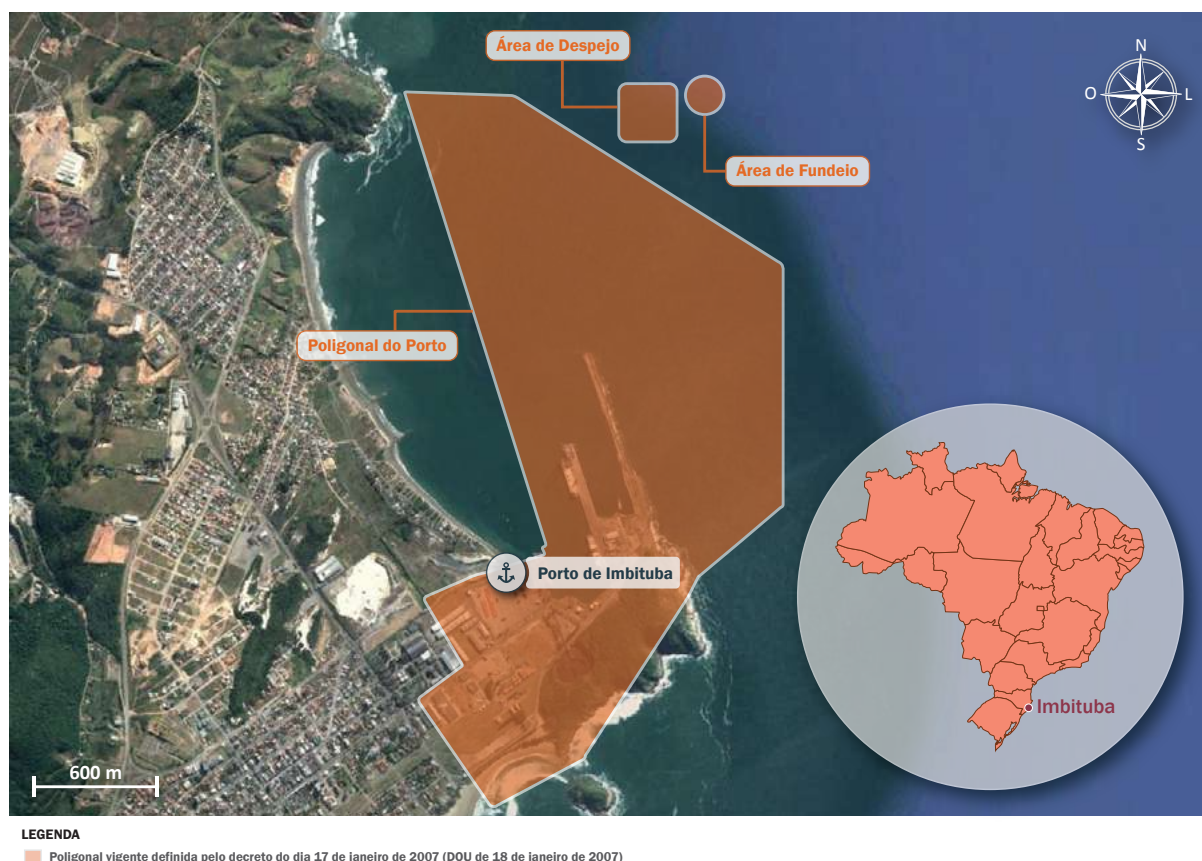 Área de Despejo
N
O
L
S
Área de Fundeio
Poligonal do Porto
Porto de Imbituba
Imbituba
600 m
LEGENDA
Poligonal vigente definida pelo decreto do dia 17 de janeiro de 2007 (DOU de 18 de janeiro de 2007)